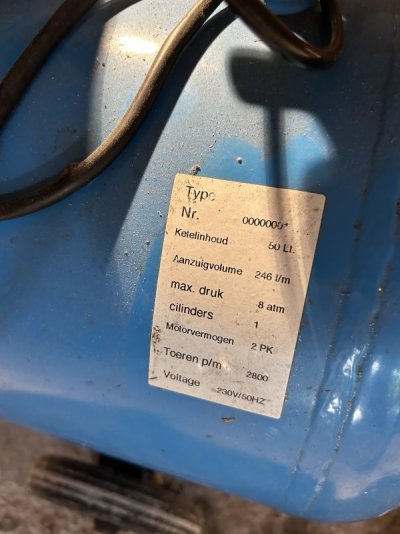 Type
Nr. 0000000*
Ketelinhoud 50 Lt.
Aanzuigvolume 246 l/m
max. druk 8 atm
cilinders 1
Motorvermogen 2 PK
Toeren p/m 2800
Voltage 230V/50HZ